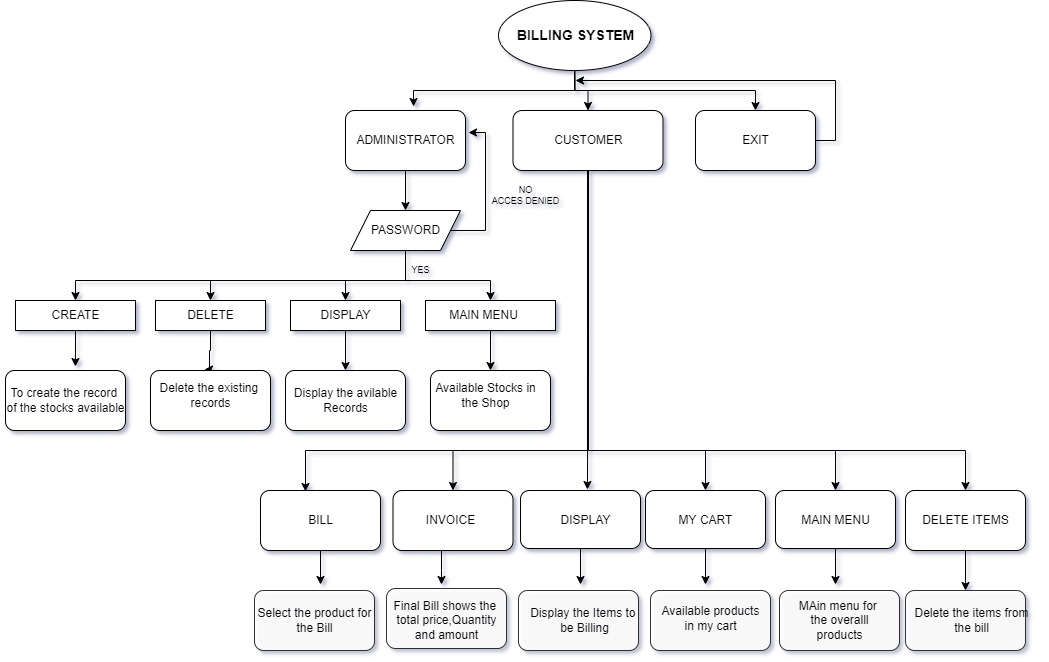 BILLING SYSTEM
ADMINISTRATOR
CUSTOMER
EXIT
NO
ACCES DENIED
PASSWORD
YES
CREATE
DELETE
DISPLAY
MAIN MENU
To create the record
of the stocks available
Delete the existing
records
Display the avilable
Records
Available Stocks in
the Shop
BILL
INVOICE
DISPLAY
MY CART
MAIN MENU
DELETE ITEMS
Select the product for
the Bill
Final Bill shows the
total price,Quantity
and amount
Display the Items to
be Billing
Available products
in my cart
MAin menu for
the overalll
products
Delete the items from
the bill